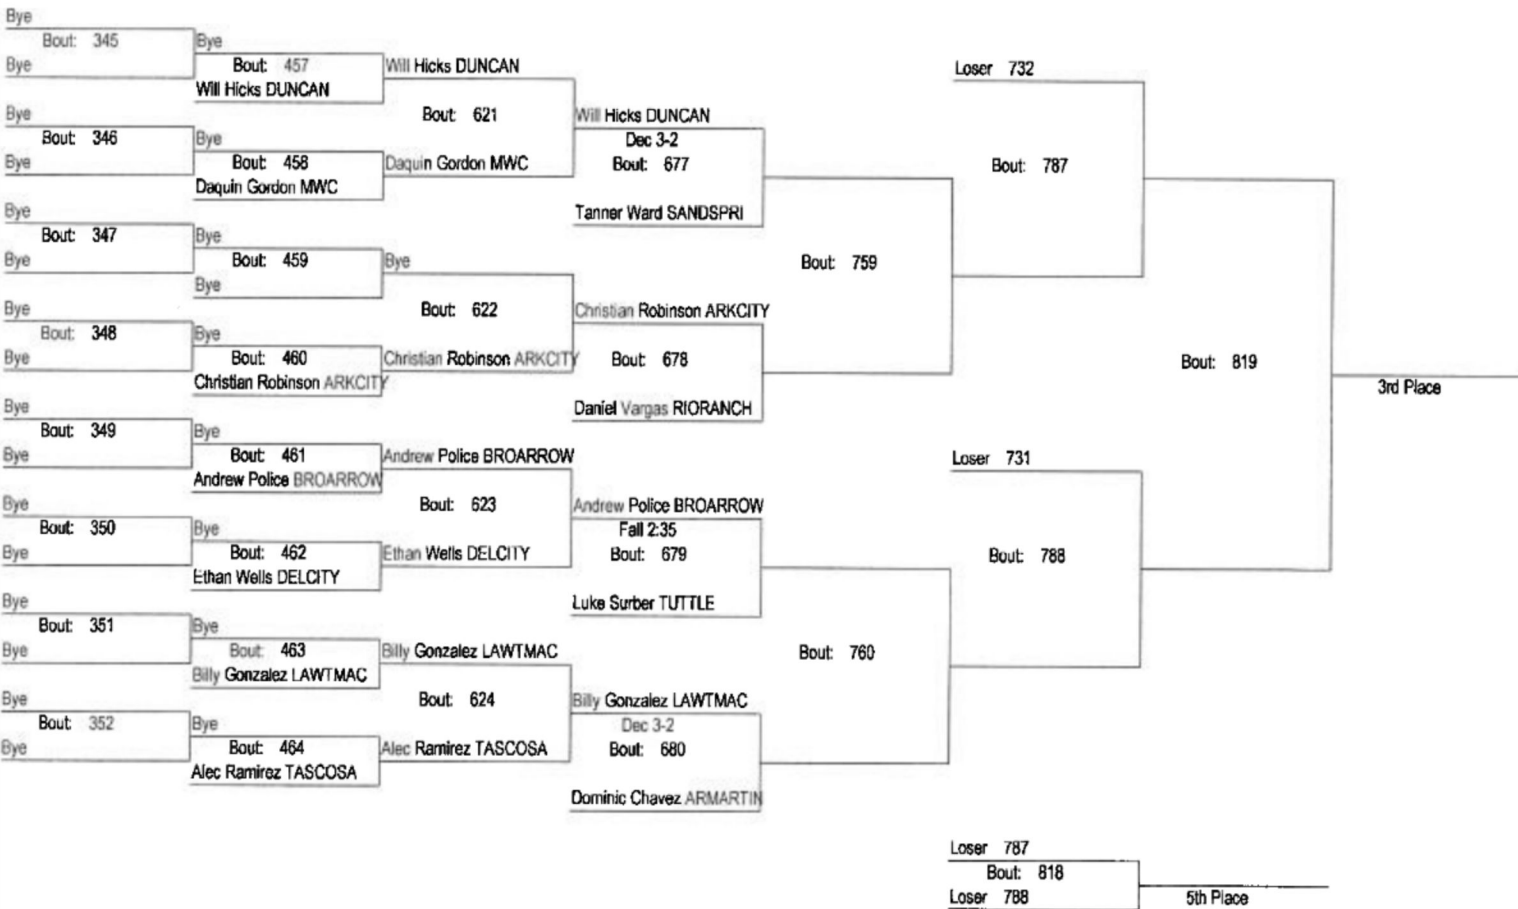 Bye
Bout: 345
Bye
Bye
Bout: 457
Will Hicks DUNCAN
Bye
Bout: 346
Bye
Bye
Bout: 458
Daquin Gordon MWC
Will Hicks DUNCAN
Bout: 621
Daquin Gordon MWC
Bye
Bout: 347
Bye
Bye
Bout: 459
Bye
Bye
Bout: 348
Bye
Bye
Bout: 460
Christian Robinson ARKCITY
Bye
Bout: 622
Christian Robinson ARKCITY
Bye
Bout: 349
Bye
Bye
Bout: 461
Andrew Police BROARROW
Bye
Bout: 350
Bye
Bye
Bout: 462
Ethan Wells DELCITY
Andrew Police BROARROW
Bout: 623
Ethan Wells DELCITY
Bye
Bout: 351
Bye
Bye
Bout: 463
Billy Gonzalez LAWTMAC
Bye
Bout: 352
Bye
Bye
Bout: 464
Alec Ramirez TASCOSA
Billy Gonzalez LAWTMAC
Bout: 624
Alec Ramirez TASCOSA
Will Hicks DUNCAN
Dec 3-2
Bout: 677
Tanner Ward SANDSPRI
Christian Robinson ARKCITY
Bout: 678
Daniel Vargas RIORANCH
Bout: 759
Andrew Police BROARROW
Fall 2:35
Bout: 679
Luke Surber TUTTLE
Billy Gonzalez LAWTMAC
Dec 3-2
Bout: 680
Dominic Chavez ARMARTIN
Bout: 760
Loser 732
Bout: 787
Loser 731
Bout: 788
Bout: 819
3rd Place
Loser 787
Bout: 818
Loser 788
5th Place